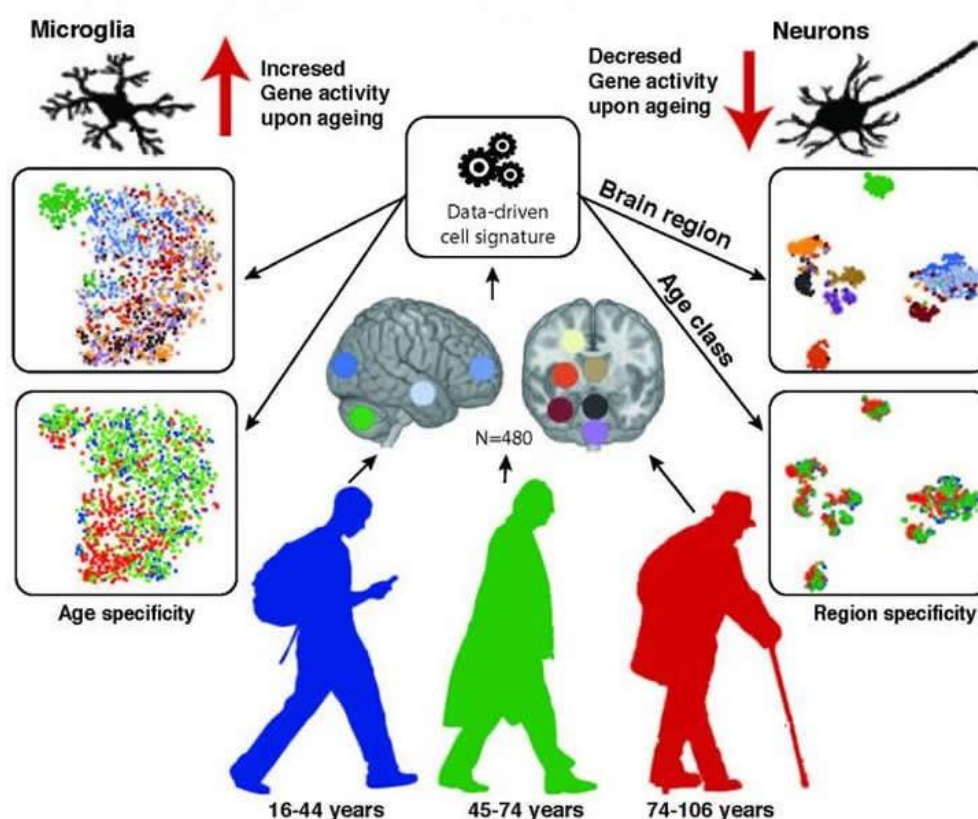 Microglia
Incresed
Gene activity
upon ageing
Decresed
Gene activity
upon ageing
Neurons
Data-driven
cell signature
Brain region
Age class
N=480
Age specificity
Region specificity
16-44 years
45-74 years
74-106 years